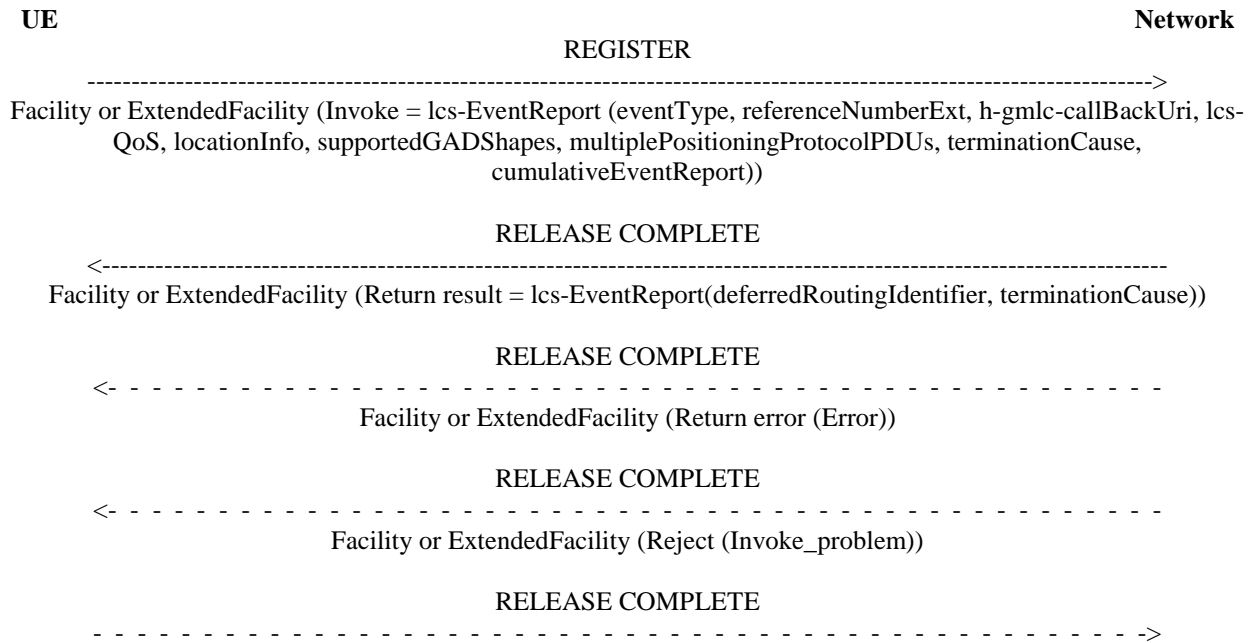 UE Network
REGISTER
------------------------------------------------------------------------------------------------------------------------>
Facility or ExtendedFacility (Invoke = lcs-EventReport (eventType, referenceNumberExt, h-gmlc-callBackUri, lcs-
QoS, locationInfo, supportedGADShapes, multiplePositioningProtocolPDUs, terminationCause,
cumulativeEventReport))
RELEASE COMPLETE
<------------------------------------------------------------------------------------------------------------------------
Facility or ExtendedFacility (Return result = lcs-EventReport(deferredRoutingIdentifier, terminationCause))
RELEASE COMPLETE
<- - - - - - - - - - - - - - - - - - - - - - - - - - - - - - - - - - - - - - - - - - - - - - - -
Facility or ExtendedFacility (Return error (Error))
RELEASE COMPLETE
<- - - - - - - - - - - - - - - - - - - - - - - - - - - - - - - - - - - - - - - - - - - - - - - -
Facility or ExtendedFacility (Reject (Invoke_problem))
RELEASE COMPLETE
- - - - - - - - - - - - - - - - - - - - - - - - - - - - - - - - - - - - - - - - - - - - - - - ->